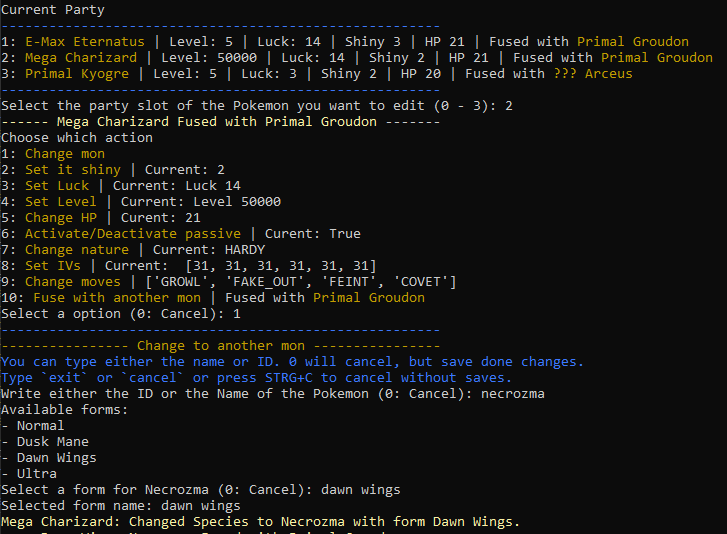 Current Party
-------------------------------------------------------
1: E-Max Eternatus | Level: 5 | Luck: 14 | Shiny 3 | HP 21 | Fused with Primal Groudon
2: Mega Charizard | Level: 50000 | Luck: 14 | Shiny 2 | HP 21 | Fused with Primal Groudon
3: Primal Kyogre | Level: 5 | Luck: 3 | Shiny 2 | HP 20 | Fused with ??? Arceus
-------------------------------------------------------
Select the party slot of the Pokemon you want to edit (0 - 3): 2
------ Mega Charizard Fused with Primal Groudon -------
Choose which action
1: Change mon
2: Set it shiny | Current: 2
3: Set Luck | Current: Luck 14
4: Set Level | Current: Level 50000
5: Change HP | Curent: 21
6: Activate/Deactivate passive | Curent: True
7: Change nature | Current: HARDY
8: Set IVs | Current:  [31, 31, 31, 31, 31, 31]
9: Change moves | ['GROWL', 'FAKE_OUT', 'FEINT', 'COVET']
10: Fuse with another mon | Fused with Primal Groudon
Select a option (0: Cancel): 1
-------------------------------------------------------
---------------- Change to another mon ----------------
You can type either the name or ID. 0 will cancel, but save done changes.
Type `exit` or `cancel` or press STRG+C to cancel without saves.
Write either the ID or the Name of the Pokemon (0: Cancel): necrozma
Available forms:
- Normal
- Dusk Mane
- Dawn Wings
- Ultra
Select a form for Necrozma (0: Cancel): dawn wings
Selected form name: dawn wings
Mega Charizard: Changed Species to Necrozma with form Dawn Wings.